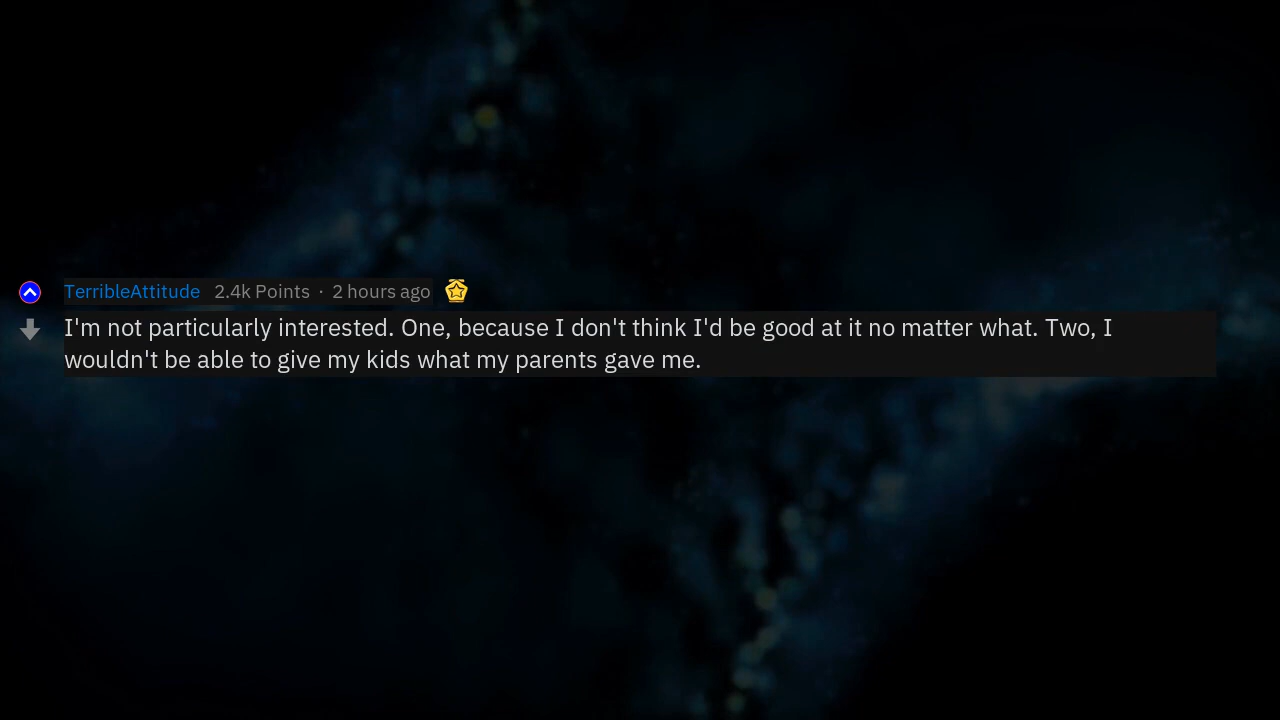 TerribleAttitude 2.4k Points · 2 hours ago
I'm not particularly interested. One, because I don't think I'd be good at it no matter what. Two, I
wouldn't be able to give my kids what my parents gave me.